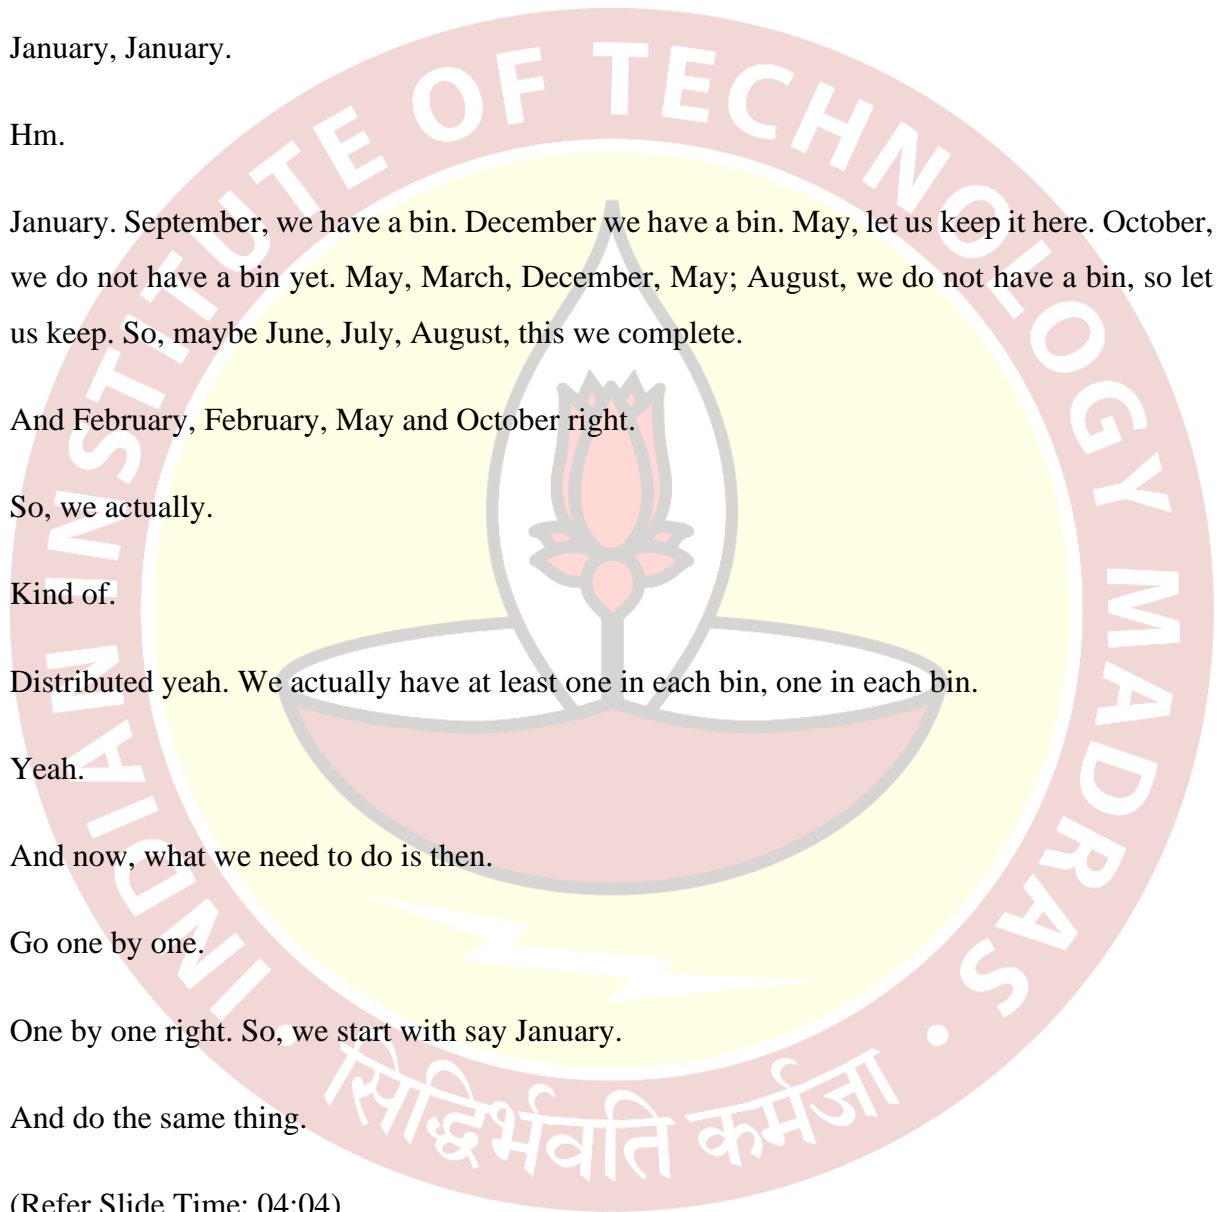 January, January.
Hm.
January. September, we have a bin. December we have a bin. May, let us keep it here. October,
we do not have a bin yet. May, March, December, May; August, we do not have a bin, so let
us keep. So, maybe June, July, August, this we complete.
And February, February, May and October right.
So, we actually.
Kind of.
Distributed yeah. We actually have at least one in each bin, one in each bin.
Yeah.
And now, what we need to do is then.
Go one by one.
One by one right. So, we start with say January.
And do the same thing.
(Refer Slide Time: 04:04)
INDIAN INSTITUTE OF TECHNOLOGY MADRAS
सिद्धिर्भवति कर्मजा